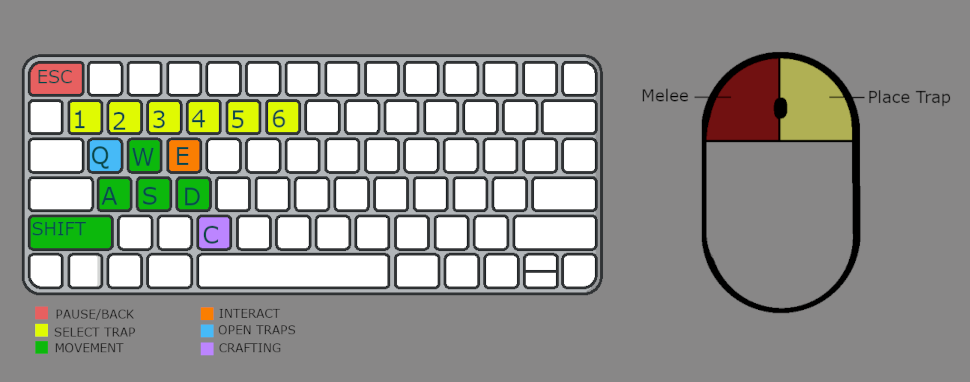 ESC
1 2 3 4 5 6
Q W E
A S D
SHIFT C
Melee
Place Trap
PAUSE/BACK
SELECT TRAP
MOVEMENT
INTERACT
OPEN TRAPS
CRAFTING